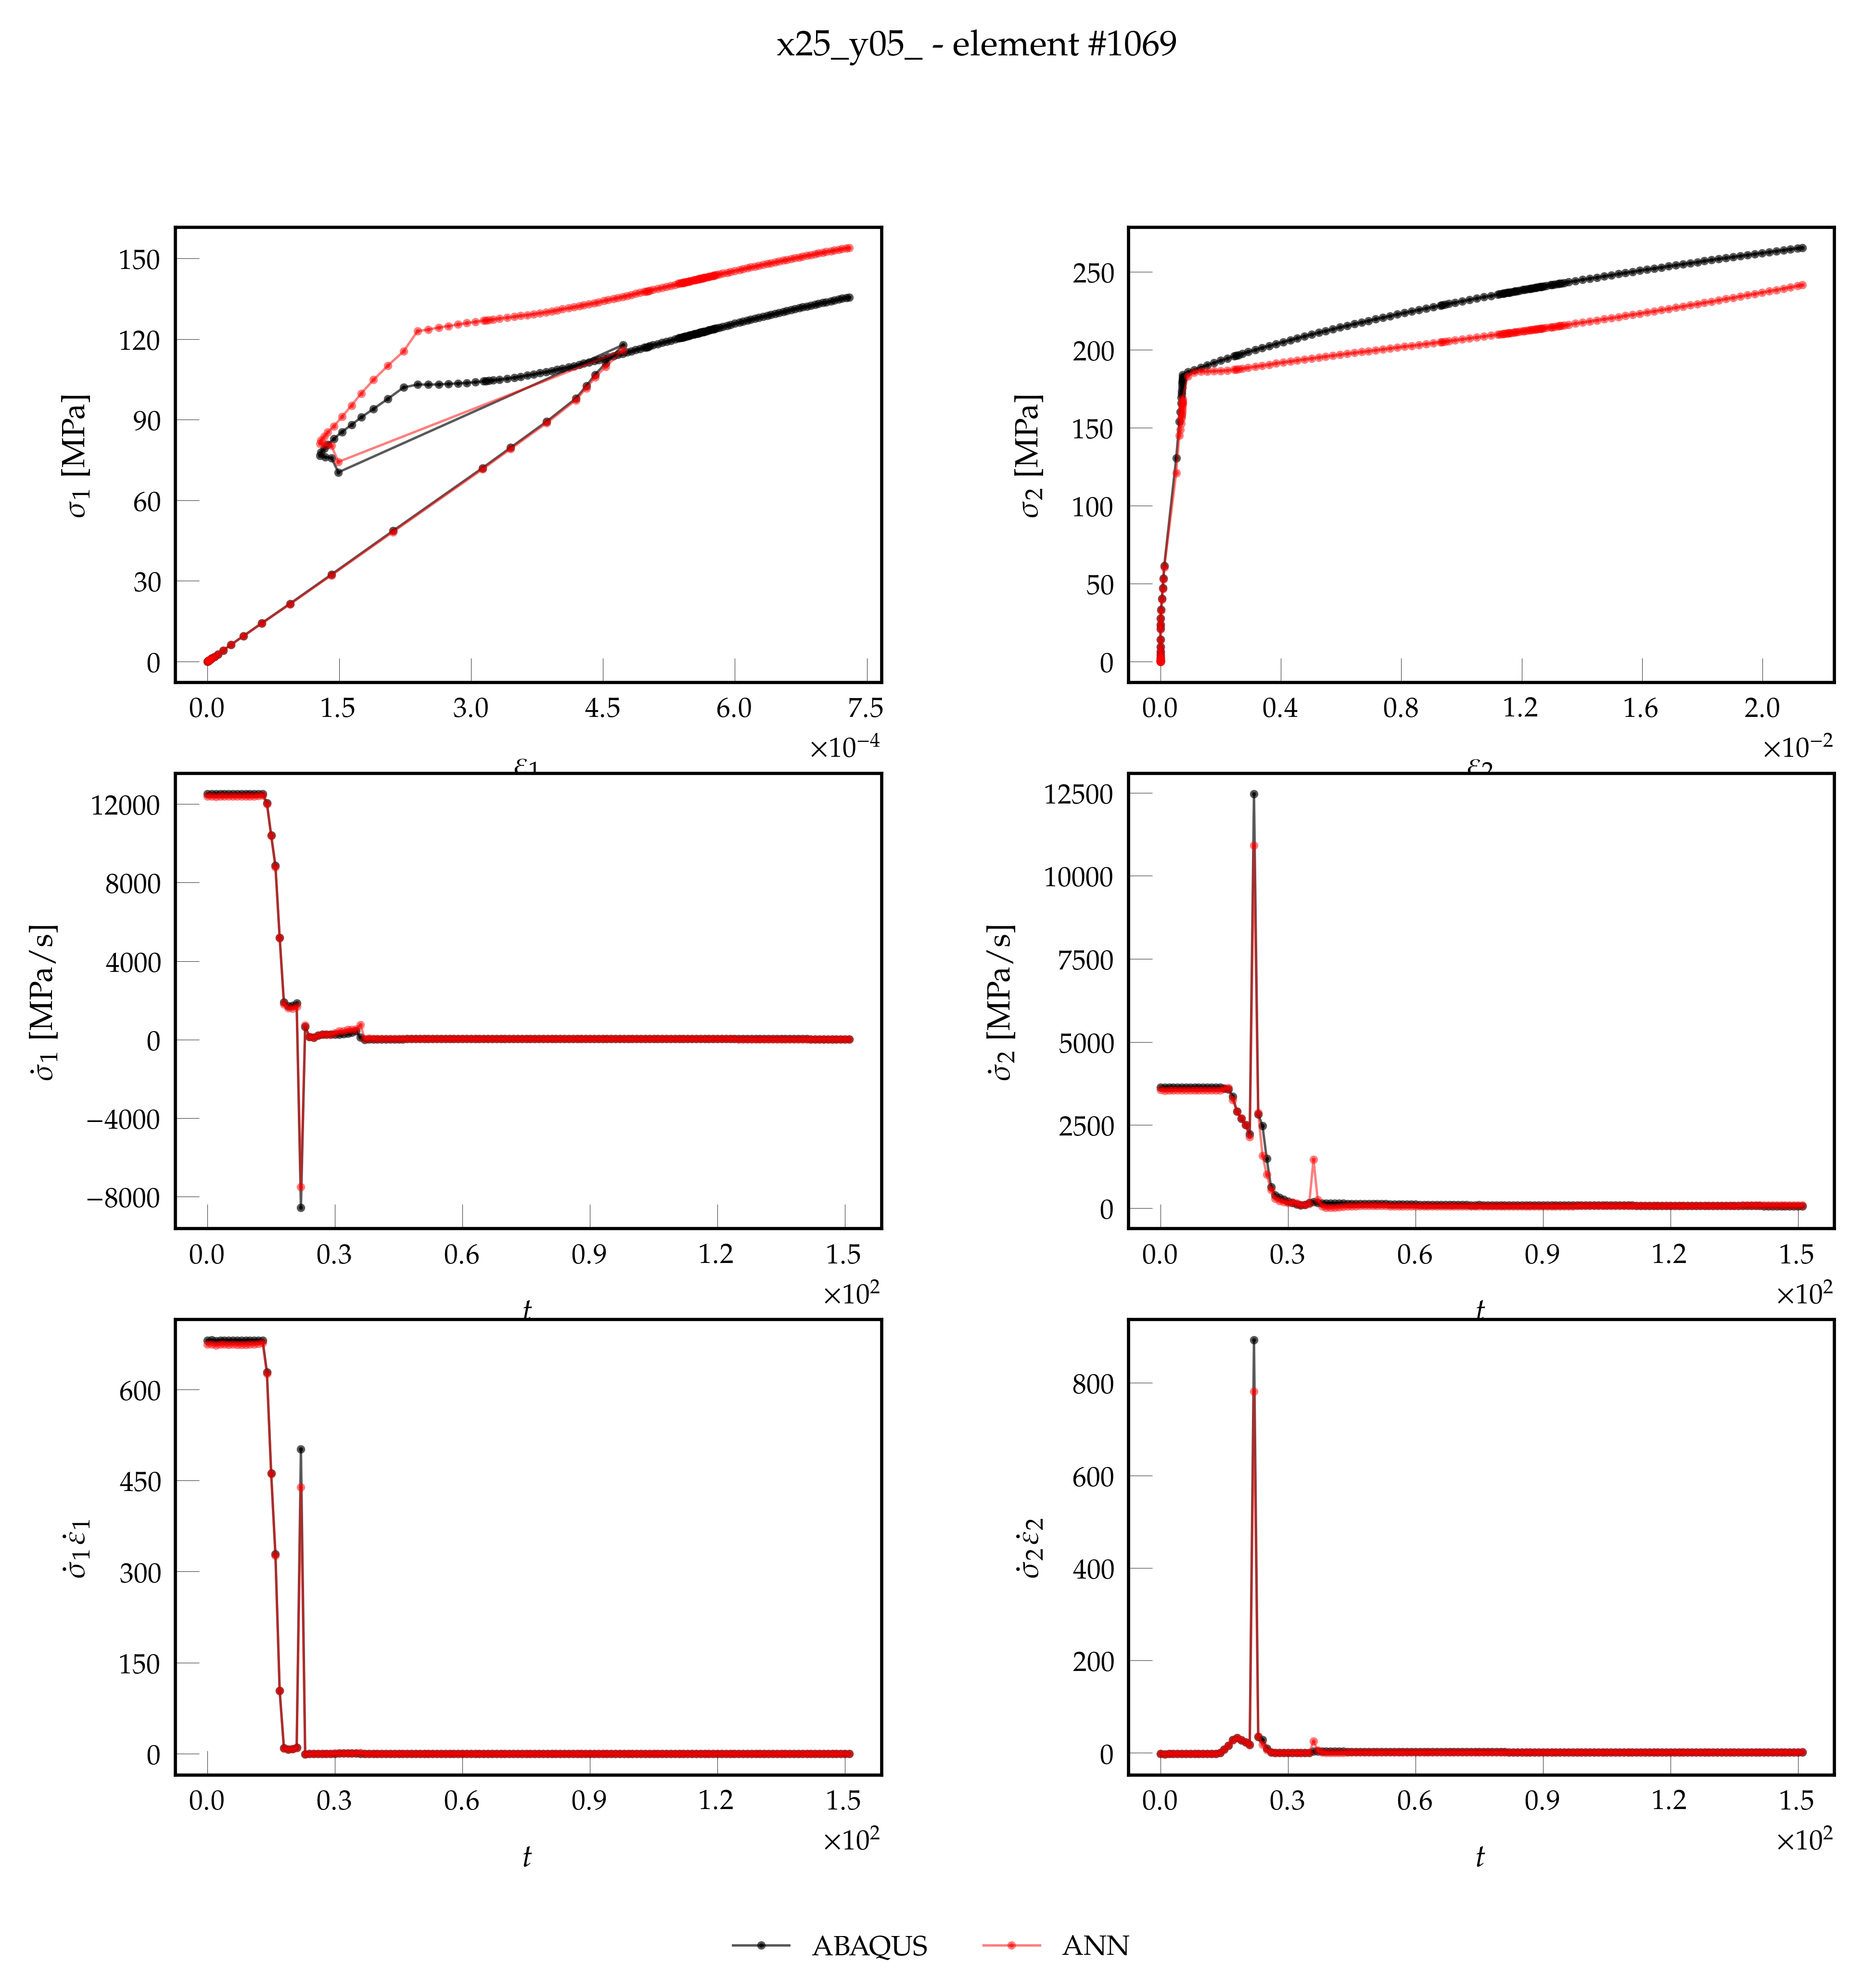 x25_y05_ - element #1069
σ1 [MPa]
150
120
90
60
30
0
0.0 1.5 3.0 4.5 6.0 7.5
×10−4
ε1
σ2 [MPa]
250
200
150
100
50
0
0.0 0.4 0.8 1.2 1.6 2.0
×10−2
ε2
σ̇1 [MPa/s]
12000
8000
4000
0
−4000
−8000
0.0 0.3 0.6 0.9 1.2 1.5
×102
t
σ̇2 [MPa/s]
12500
10000
7500
5000
2500
0
0.0 0.3 0.6 0.9 1.2 1.5
×102
t
σ̇1ε̇1
600
450
300
150
0
0.0 0.3 0.6 0.9 1.2 1.5
×102
t
σ̇2ε̇2
800
600
400
200
0
0.0 0.3 0.6 0.9 1.2 1.5
×102
t
ABAQUS ANN